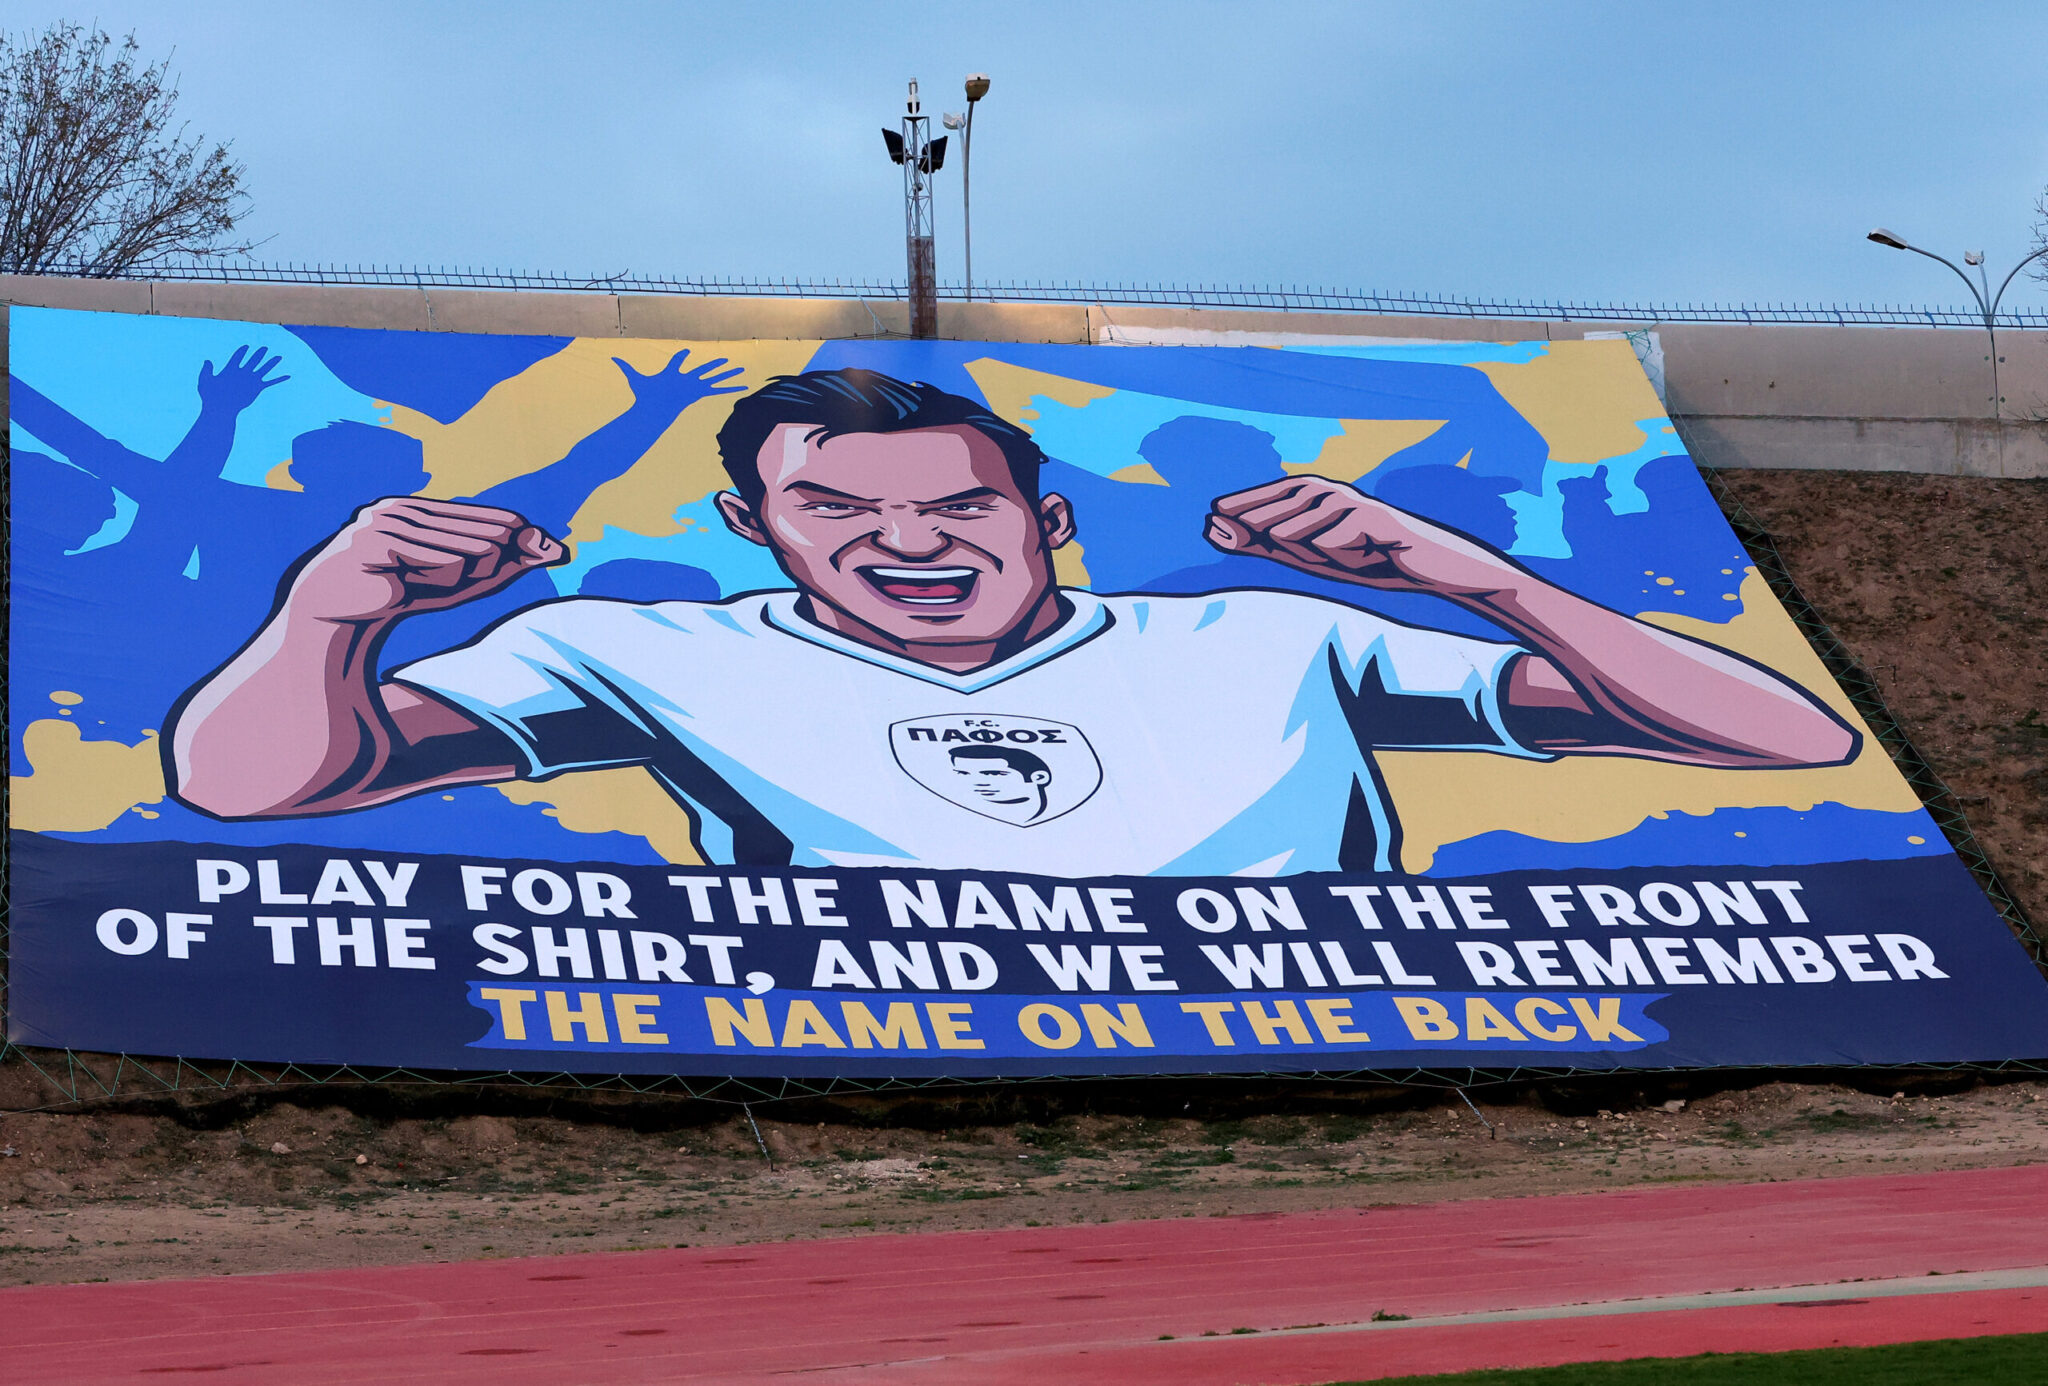 F.C.
ΠΑΦΟΣ
PLAY FOR THE NAME ON THE FRONT
OF THE SHIRT, AND WE WILL REMEMBER
THE NAME ON THE BACK